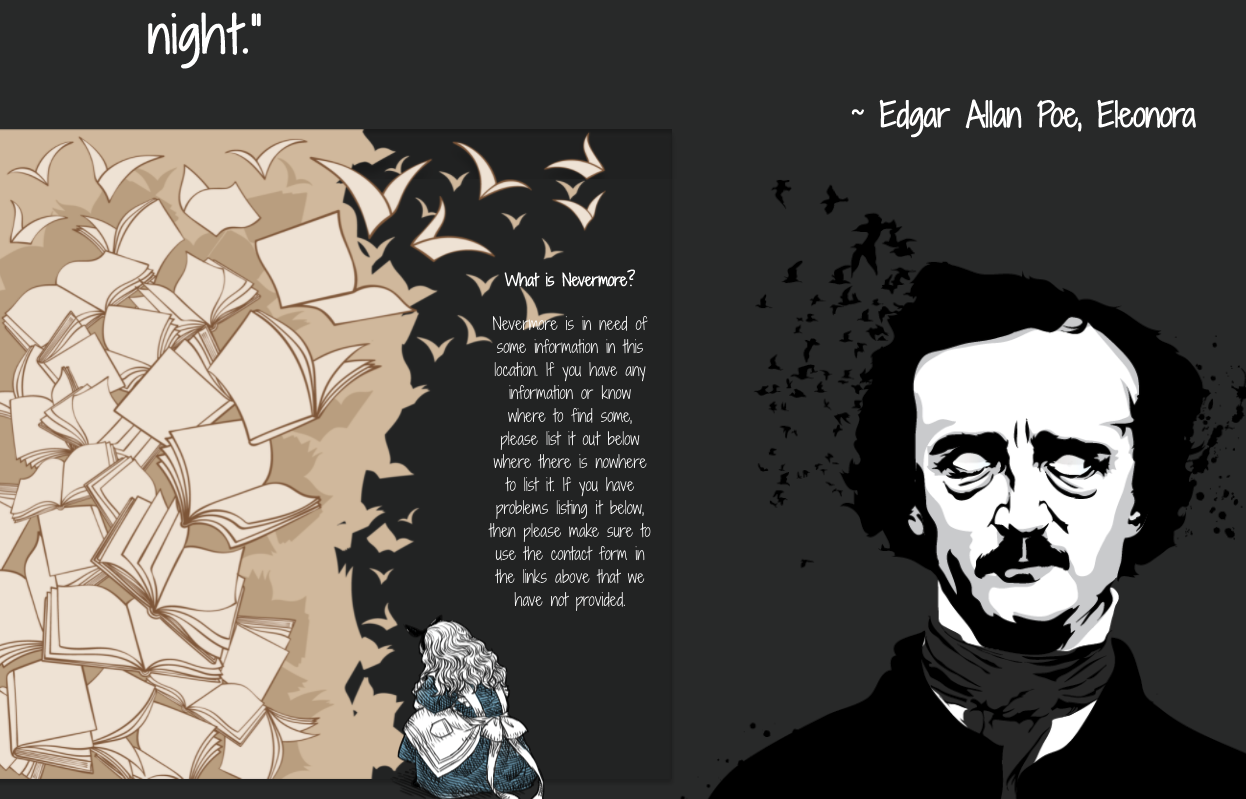 night."
~ Edgar Allan Poe, Eleonora
What is Nevermore?
Nevermore is in need of
some information in this
location. If you have any
information or know
where to find some,
please list it out below
where there is nowhere
to list it. If you have
problems listing it below,
then please make sure to
use the contact form in
the links above that we
have not provided.